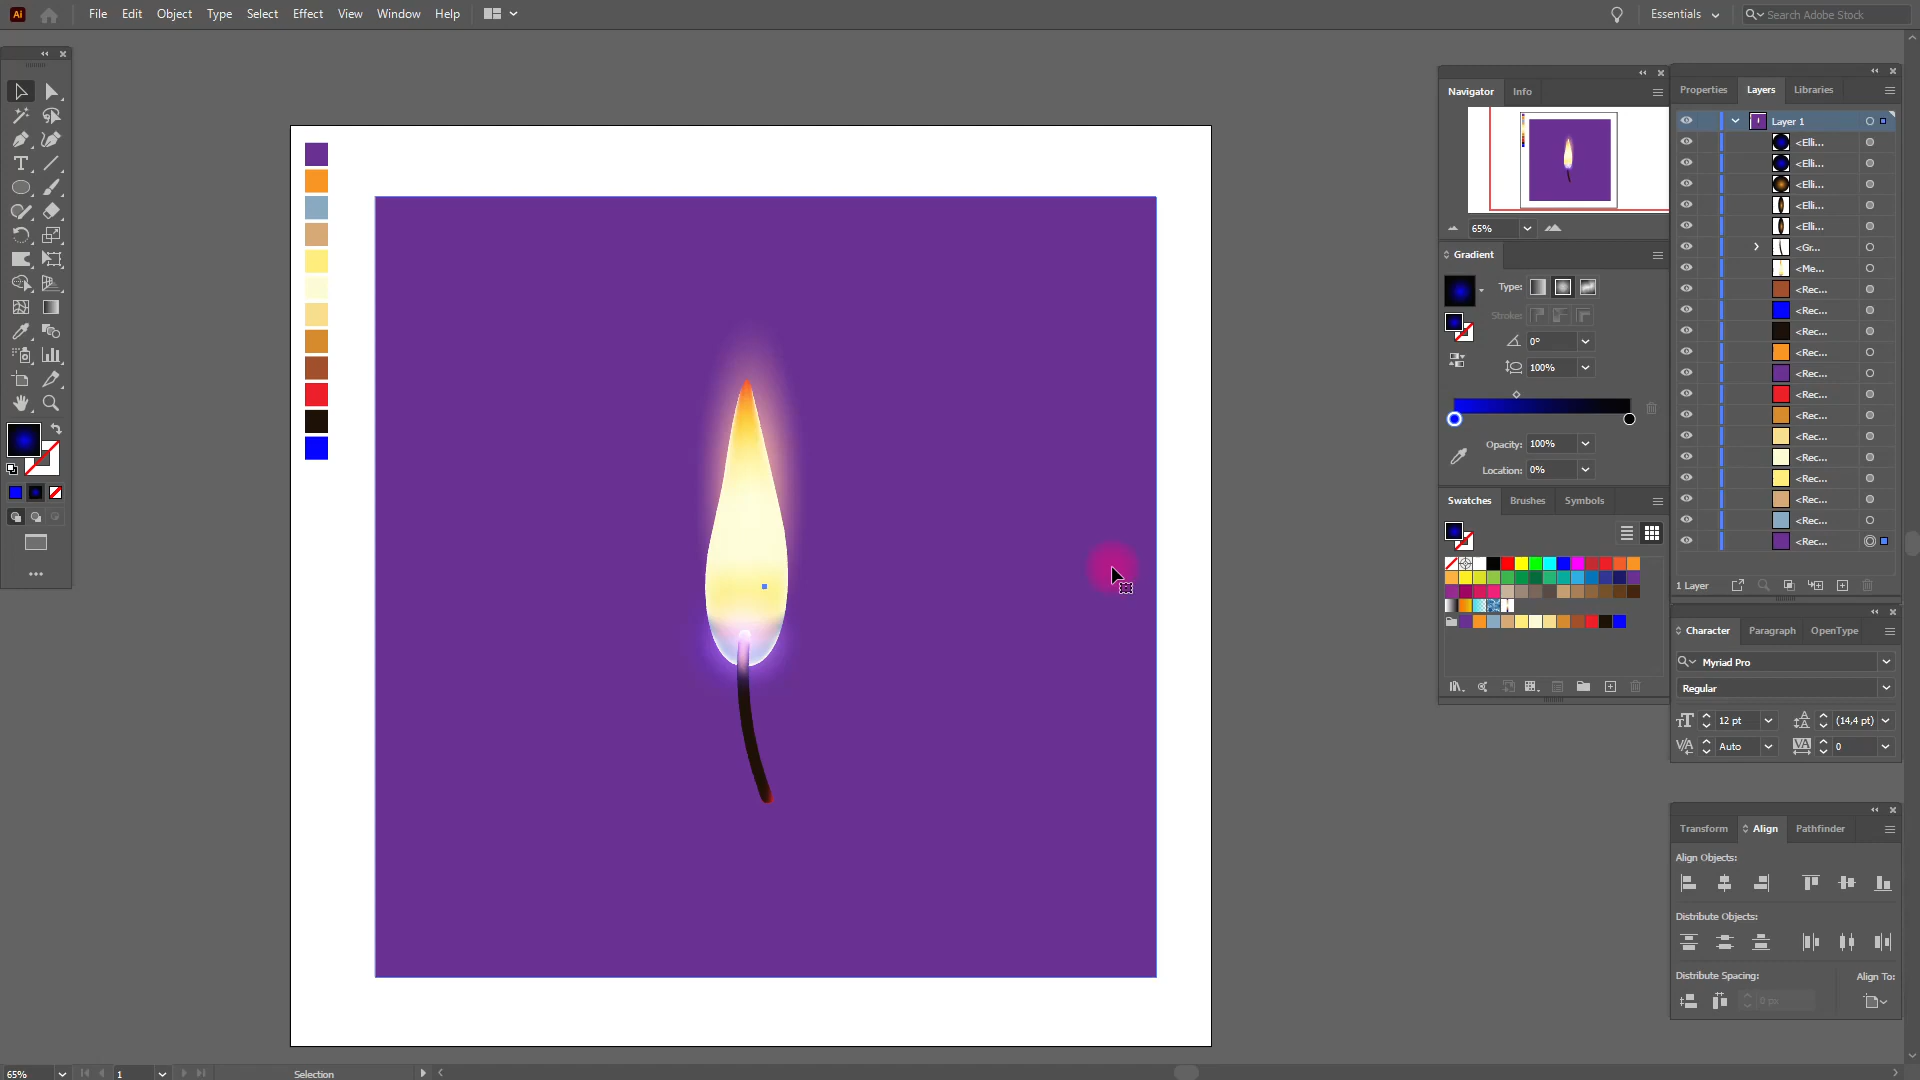 Ai File Edit Object Type Select Effect View Window Help Essentials Search Adobe Stock
Navigator Info
65%
Gradient
Type:
Stroke:
0°
100%
Opacity: 100%
Location: 0%
Swatches Brushes Symbols
Properties Layers Libraries
Layer 1
<Elli...
<Elli...
<Elli...
<Elli...
<Elli...
<Gr...
<Me...
<Rec...
<Rec...
<Rec...
<Rec...
<Rec...
<Rec...
<Rec...
<Rec...
<Rec...
<Rec...
<Rec...
<Rec...
<Rec...
1 Layer
Character Paragraph OpenType
Myriad Pro
Regular
12 pt (14,4 pt)
Auto 0
Transform Align Pathfinder
Align Objects:
Distribute Objects:
Distribute Spacing: Align To:
0 px
65% 1 Selection